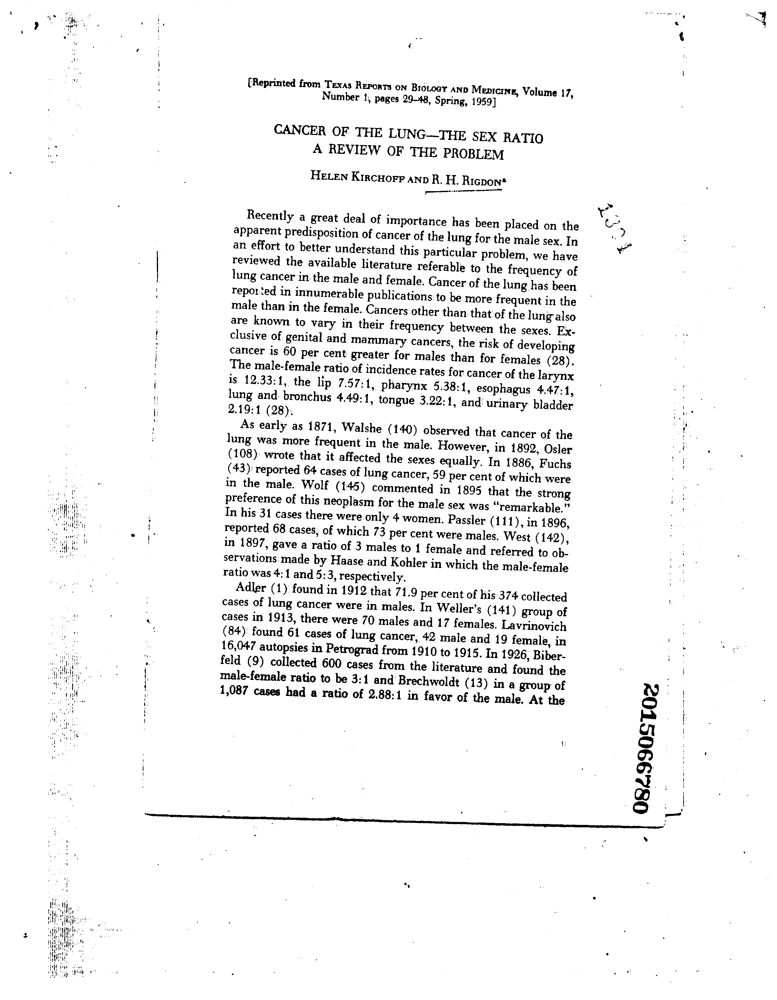 [Reprinted from TEXAS REPORTS ON BIOLOGY AND MEDICINE, Volume 17,
Number 1, pages 29–48, Spring, 1959]
CANCER OF THE LUNG—THE SEX RATIO
A REVIEW OF THE PROBLEM
HELEN KIRCHOFF AND R. H. RIGDON*
Recently a great deal of importance has been placed on the
apparent predisposition of cancer of the lung for the male sex. In
an effort to better understand this particular problem, we have
reviewed the available literature referable to the frequency of
lung cancer in the male and female. Cancer of the lung has been
reported in innumerable publications to be more frequent in the
male than in the female. Cancers other than that of the lung also
are known to vary in their frequency between the sexes. Ex-
clusive of genital and mammary cancers, the risk of developing
cancer is 60 per cent greater for males than for females (28).
The male-female ratio of incidence rates for cancer of the larynx
is 12.33:1, the lip 7.57:1, pharynx 5.38:1, esophagus 4.47:1,
lung and bronchus 4.49:1, tongue 3.22:1, and urinary bladder
2.19:1 (28).
As early as 1871, Walshe (140) observed that cancer of the
lung was more frequent in the male. However, in 1892, Osler
(108) wrote that it affected the sexes equally. In 1886, Fuchs
(43) reported 64 cases of lung cancer, 59 per cent of which were
in the male. Wolf (145) commented in 1895 that the strong
preference of this neoplasm for the male sex was "remarkable."
In his 31 cases there were only 4 women. Passler (111), in 1896,
reported 68 cases, of which 73 per cent were males. West (142),
in 1897, gave a ratio of 3 males to 1 female and referred to ob-
servations made by Haase and Kohler in which the male-female
ratio was 4:1 and 5:3, respectively.
Adler (1) found in 1912 that 71.9 per cent of his 374 collected
cases of lung cancer were in males. In Weller's (141) group of
cases in 1913, there were 70 males and 17 females. Lavrinovich
(84) found 61 cases of lung cancer, 42 male and 19 female, in
16,047 autopsies in Petrograd from 1910 to 1915. In 1926, Biber-
feld (9) collected 600 cases from the literature and found the
male-female ratio to be 3:1 and Brechwoldt (13) in a group of
1,087 cases had a ratio of 2.88:1 in favor of the male. At the
2015066780